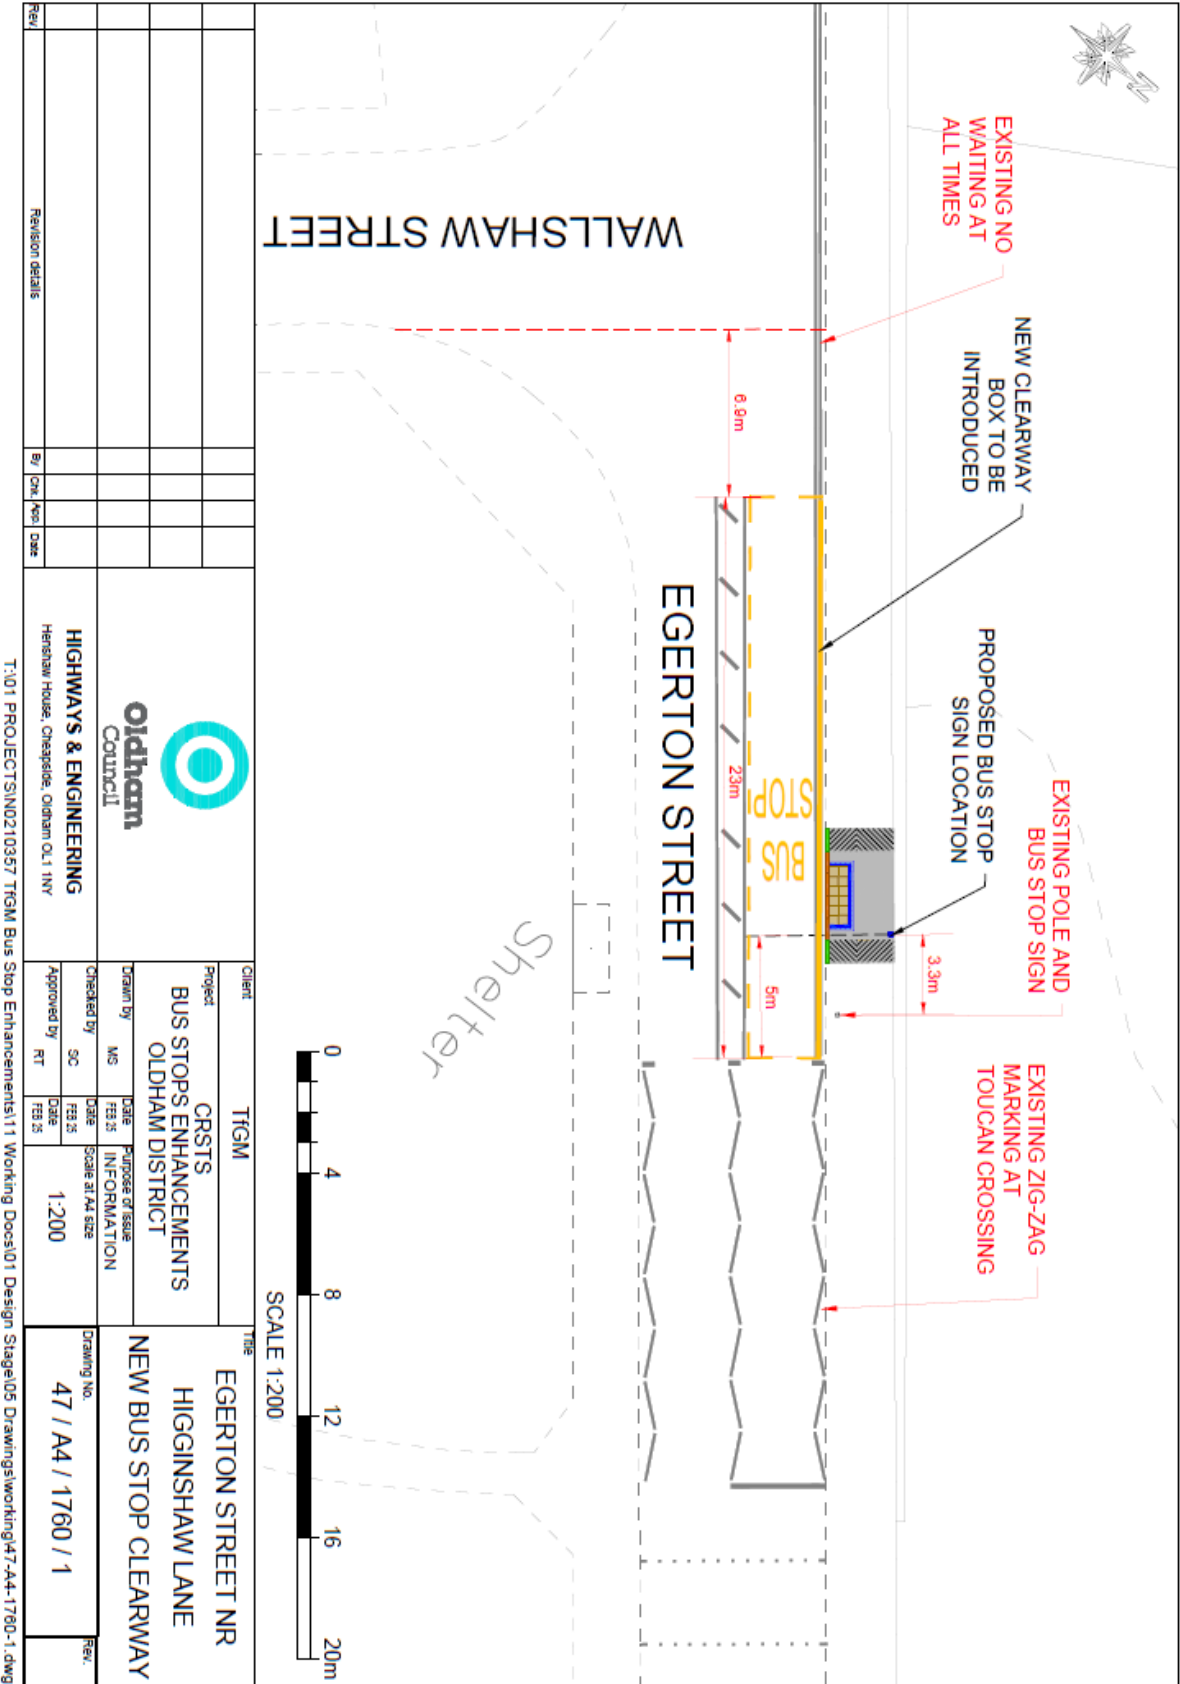 EXISTING NO
WAITING AT
ALL TIMES
NEW CLEARWAY
BOX TO BE
INTRODUCED
PROPOSED BUS STOP
SIGN LOCATION
EXISTING POLE AND
BUS STOP SIGN
EXISTING ZIG-ZAG
MARKING AT
TOUCAN CROSSING
N
WALLSHAW STREET
6.9m
23m
5m
3.3m
BUS
STOP
EGERTON STREET
Shelter
0 4 8 12 16 20m
SCALE 1:200
Rev.
Revision details
By
Chk.
App.
Date
Oldham
Council
HIGHWAYS & ENGINEERING
Henshaw House, Cheapside, Oldham OL1 1NY
Client
TfGM
Project
CRSTS
BUS STOPS ENHANCEMENTS
OLDHAM DISTRICT
Drawn by
MS
Date
FEB 25
Checked by
SC
Date
FEB 25
Approved by
RT
Date
FEB 25
Purpose of issue
INFORMATION
Scale at A4 size
1:200
Title
EGERTON STREET NR
HIGGINSHAW LANE
NEW BUS STOP CLEARWAY
Drawing No.
47 / A4 / 1760 / 1
Rev.
T:\01 PROJECTS\N0210357 TfGM Bus Stop Enhancements\11 Working Docs\01 Design Stage\05 Drawings\working\47-A4-1760-1.dwg